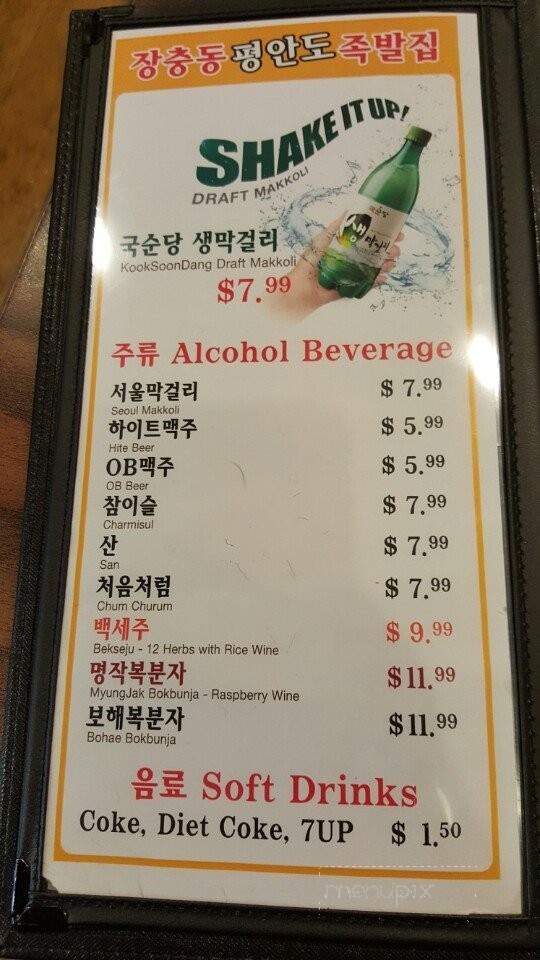 장충동 평안도 족발집
SHAKE IT UP!
DRAFT MAKKOLI
국순당 생막걸리
KookSoonDang Draft Makkoli
$7.99
생막걸리
주류 Alcohol Beverage
서울막걸리 $ 7.99
Seoul Makkoli
하이트맥주 $ 5.99
Hite Beer
OB맥주 $ 5.99
OB Beer
참이슬 $ 7.99
Charmisul
산 $ 7.99
San
처음처럼 $ 7.99
Chum Churum
백세주 $ 9.99
Bekseju - 12 Herbs with Rice Wine
명작복분자 $11.99
MyungJak Bokbunja - Raspberry Wine
보해복분자 $11.99
Bohae Bokbunja
음료 Soft Drinks
Coke, Diet Coke, 7UP $ 1.50
menupix